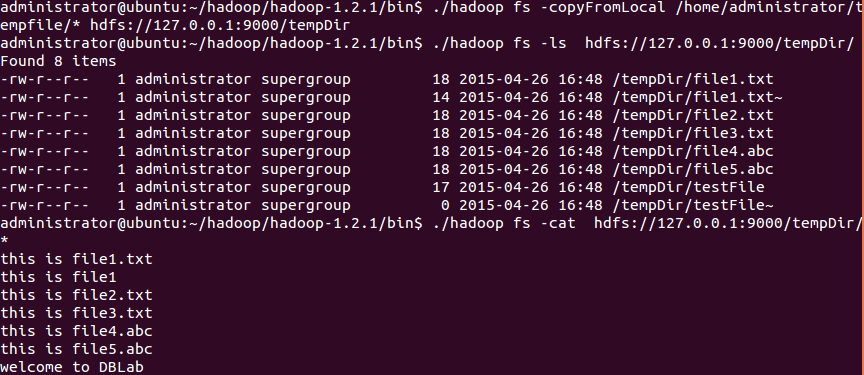 administrator@ubuntu:~/hadoop/hadoop-1.2.1/bin$ ./hadoop fs -copyFromLocal /home/administrator/t
empfile/* hdfs://127.0.0.1:9000/tempDir
administrator@ubuntu:~/hadoop/hadoop-1.2.1/bin$ ./hadoop fs -ls  hdfs://127.0.0.1:9000/tempDir/
Found 8 items
-rw-r--r--   1 administrator supergroup         18 2015-04-26 16:48 /tempDir/file1.txt
-rw-r--r--   1 administrator supergroup         14 2015-04-26 16:48 /tempDir/file1.txt~
-rw-r--r--   1 administrator supergroup         18 2015-04-26 16:48 /tempDir/file2.txt
-rw-r--r--   1 administrator supergroup         18 2015-04-26 16:48 /tempDir/file3.txt
-rw-r--r--   1 administrator supergroup         18 2015-04-26 16:48 /tempDir/file4.abc
-rw-r--r--   1 administrator supergroup         18 2015-04-26 16:48 /tempDir/file5.abc
-rw-r--r--   1 administrator supergroup         17 2015-04-26 16:48 /tempDir/testFile
-rw-r--r--   1 administrator supergroup          0 2015-04-26 16:48 /tempDir/testFile~
administrator@ubuntu:~/hadoop/hadoop-1.2.1/bin$ ./hadoop fs -cat  hdfs://127.0.0.1:9000/tempDir/
*
this is file1.txt
this is file1
this is file2.txt
this is file3.txt
this is file4.abc
this is file5.abc
welcome to DBLab